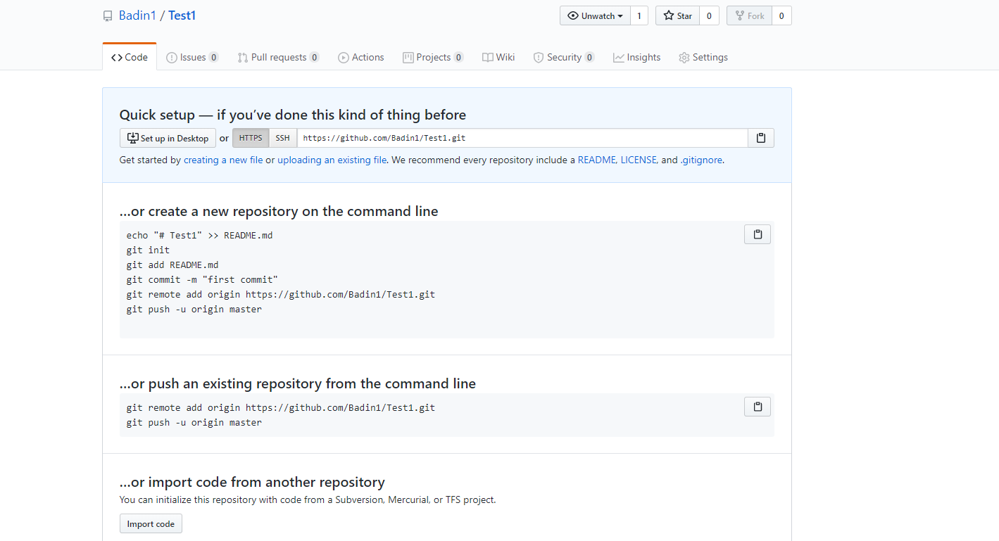 Badin1 / Test1
Unwatch 1 Star 0 Fork 0
Code Issues 0 Pull requests 0 Actions Projects 0 Wiki Security 0 Insights Settings
Quick setup — if you’ve done this kind of thing before
Set up in Desktop or HTTPS SSH https://github.com/Badin1/Test1.git
Get started by creating a new file or uploading an existing file. We recommend every repository include a README, LICENSE, and .gitignore.
…or create a new repository on the command line
echo "# Test1" >> README.md
git init
git add README.md
git commit -m "first commit"
git remote add origin https://github.com/Badin1/Test1.git
git push -u origin master
…or push an existing repository from the command line
git remote add origin https://github.com/Badin1/Test1.git
git push -u origin master
…or import code from another repository
You can initialize this repository with code from a Subversion, Mercurial, or TFS project.
Import code